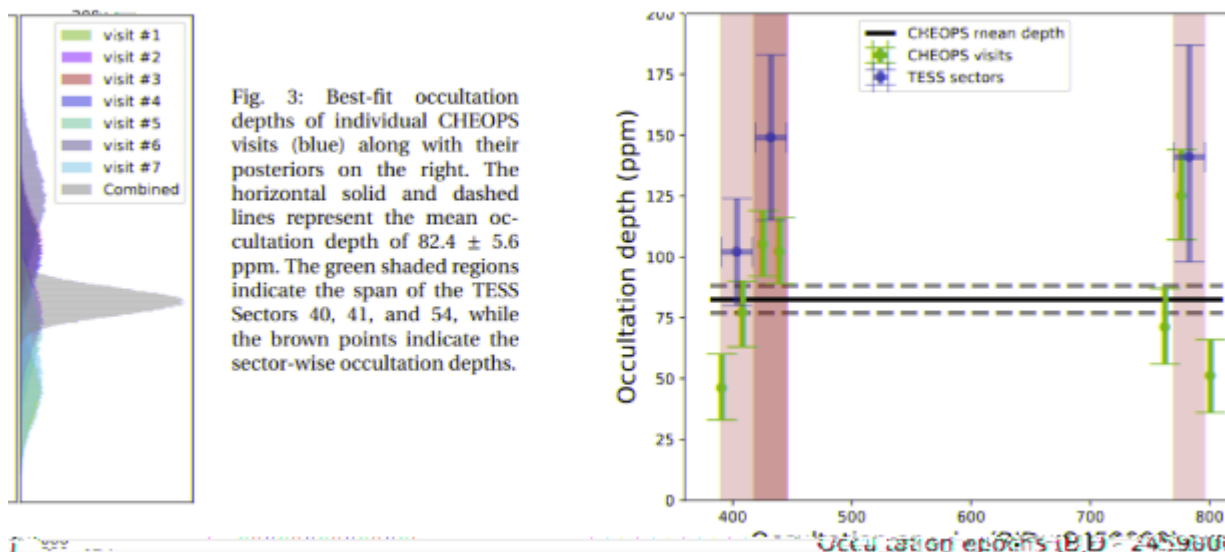 visit #1
visit #2
visit #3
visit #4
visit #5
visit #6
visit #7
Combined
Fig. 3: Best-fit occultation
depths of individual CHEOPS
visits (blue) along with their
posteriors on the right. The
horizontal solid and dashed
lines represent the mean oc-
cultation depth of 82.4 ± 5.6
ppm. The green shaded regions
indicate the span of the TESS
Sectors 40, 41, and 54, while
the brown points indicate the
sector-wise occultation depths.
Occultation depth (ppm)
200
175
150
125
100
75
50
25
0
CHEOPS mean depth
CHEOPS visits
TESS sectors
400
500
600
700
800